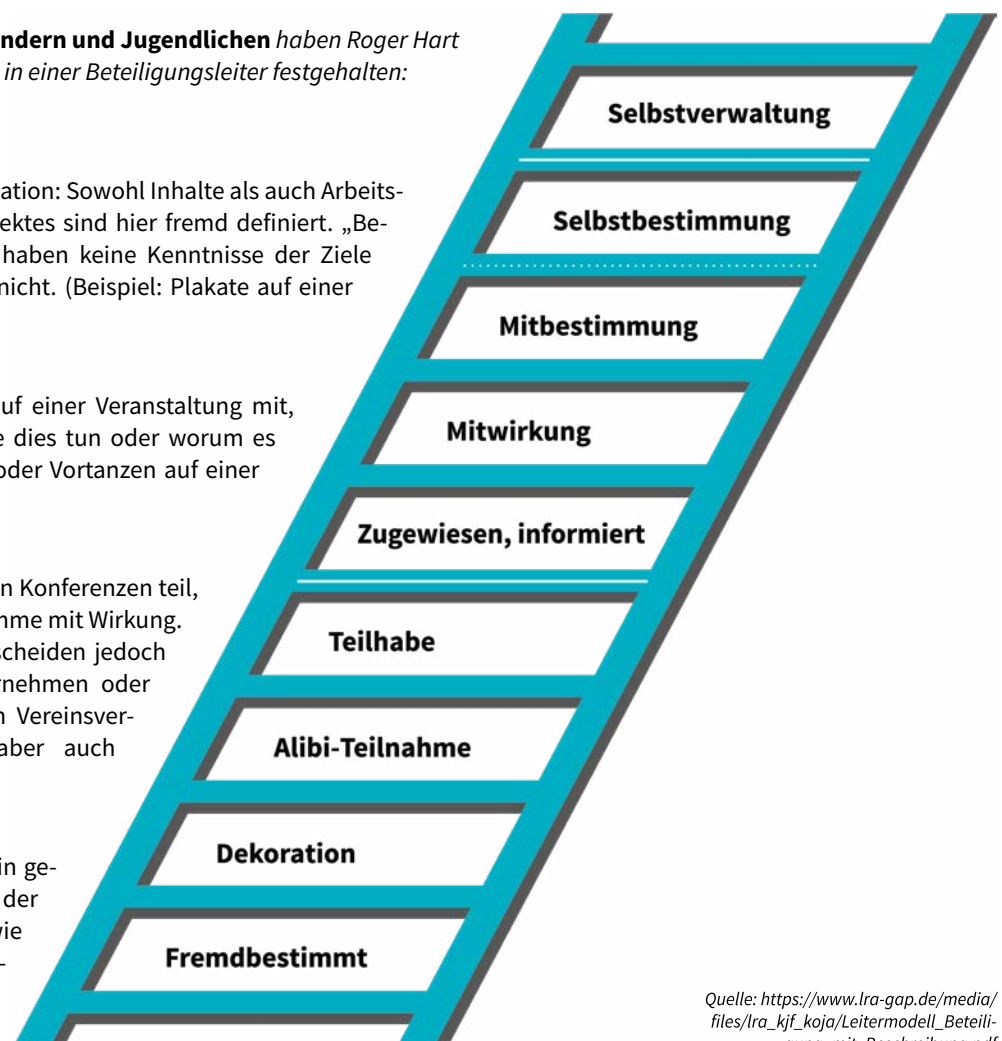 ndern und Jugendlichen haben Roger Hart
in einer Beteiligungsleiter festgehalten:
ation: Sowohl Inhalte als auch Arbeits-
ektes sind hier fremd definiert. „Be-
haben keine Kenntnisse der Ziele
nicht. (Beispiel: Plakate auf einer
uf einer Veranstaltung mit,
e dies tun oder worum es
oder Vortanzen auf einer
n Konferenzen teil,
mme mit Wirkung.
scheiden jedoch
rnehmen oder
n Vereinsver-
aber auch
in ge-
der
wie
-
Selbstverwaltung
Selbstbestimmung
Mitbestimmung
Mitwirkung
Zugewiesen, informiert
Teilhabe
Alibi-Teilnahme
Dekoration
Fremdbestimmt
Quelle: https://www.lra-gap.de/media/
files/lra_kjf_koja/Leitermodell_Beteili-
gung_mit_Beschreibung.pdf